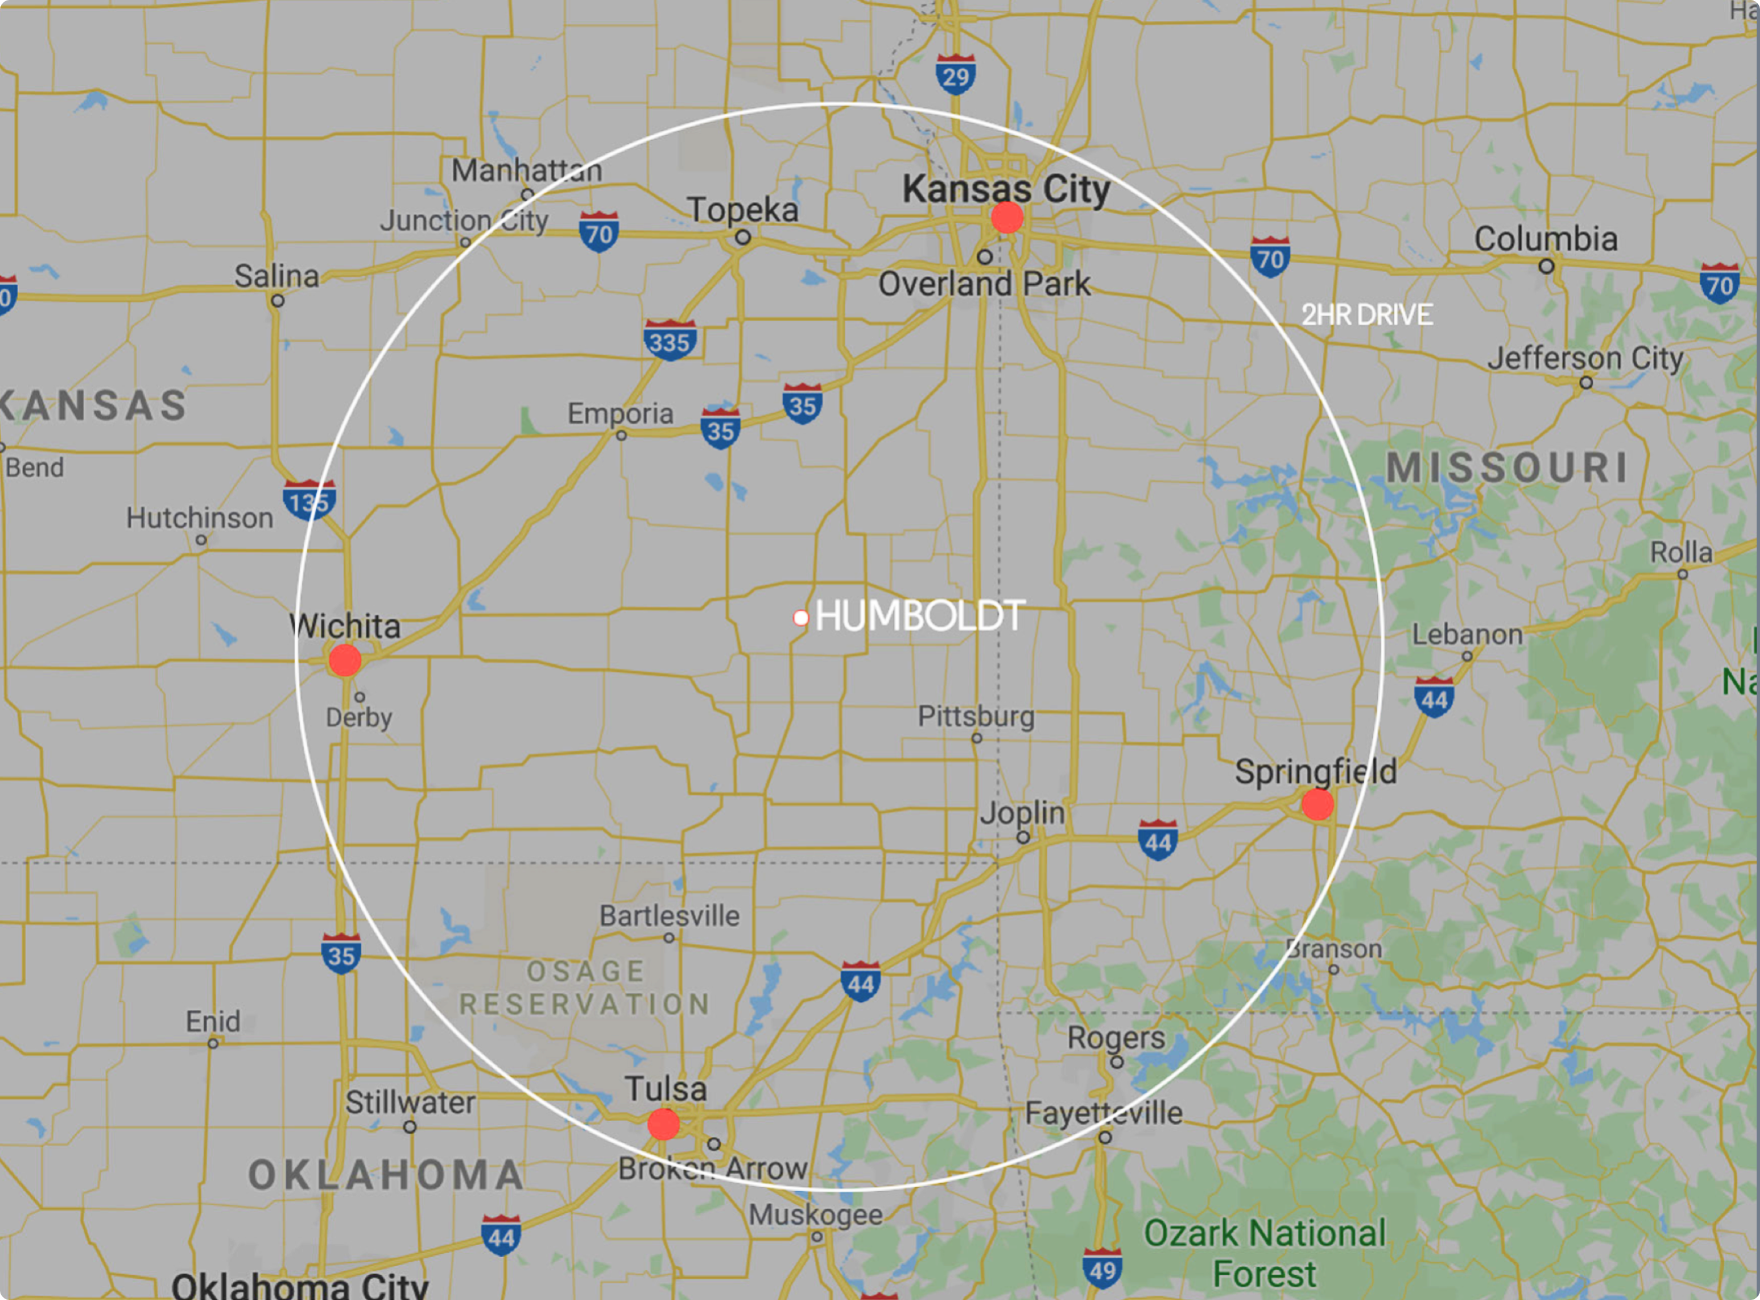 Ha
29
Manhattan
Kansas City
Topeka
Junction City
70
Columbia
70
Salina
Overland Park
70
0
2HR DRIVE
335
Jefferson City
KANSAS
Emporia
35
35
MISSOURI
Bend
135
Hutchinson
Rolla
HUMBOLDT
Wichita
Lebanon
Na
44
Derby
Pittsburg
Springfield
Joplin
44
Bartlesville
35
Branson
OSAGE
RESERVATION
44
Enid
Rogers
Tulsa
Stillwater
Fayetteville
Broken Arrow
OKLAHOMA
Muskogee
44
Ozark National
Forest
49
Oklahoma City